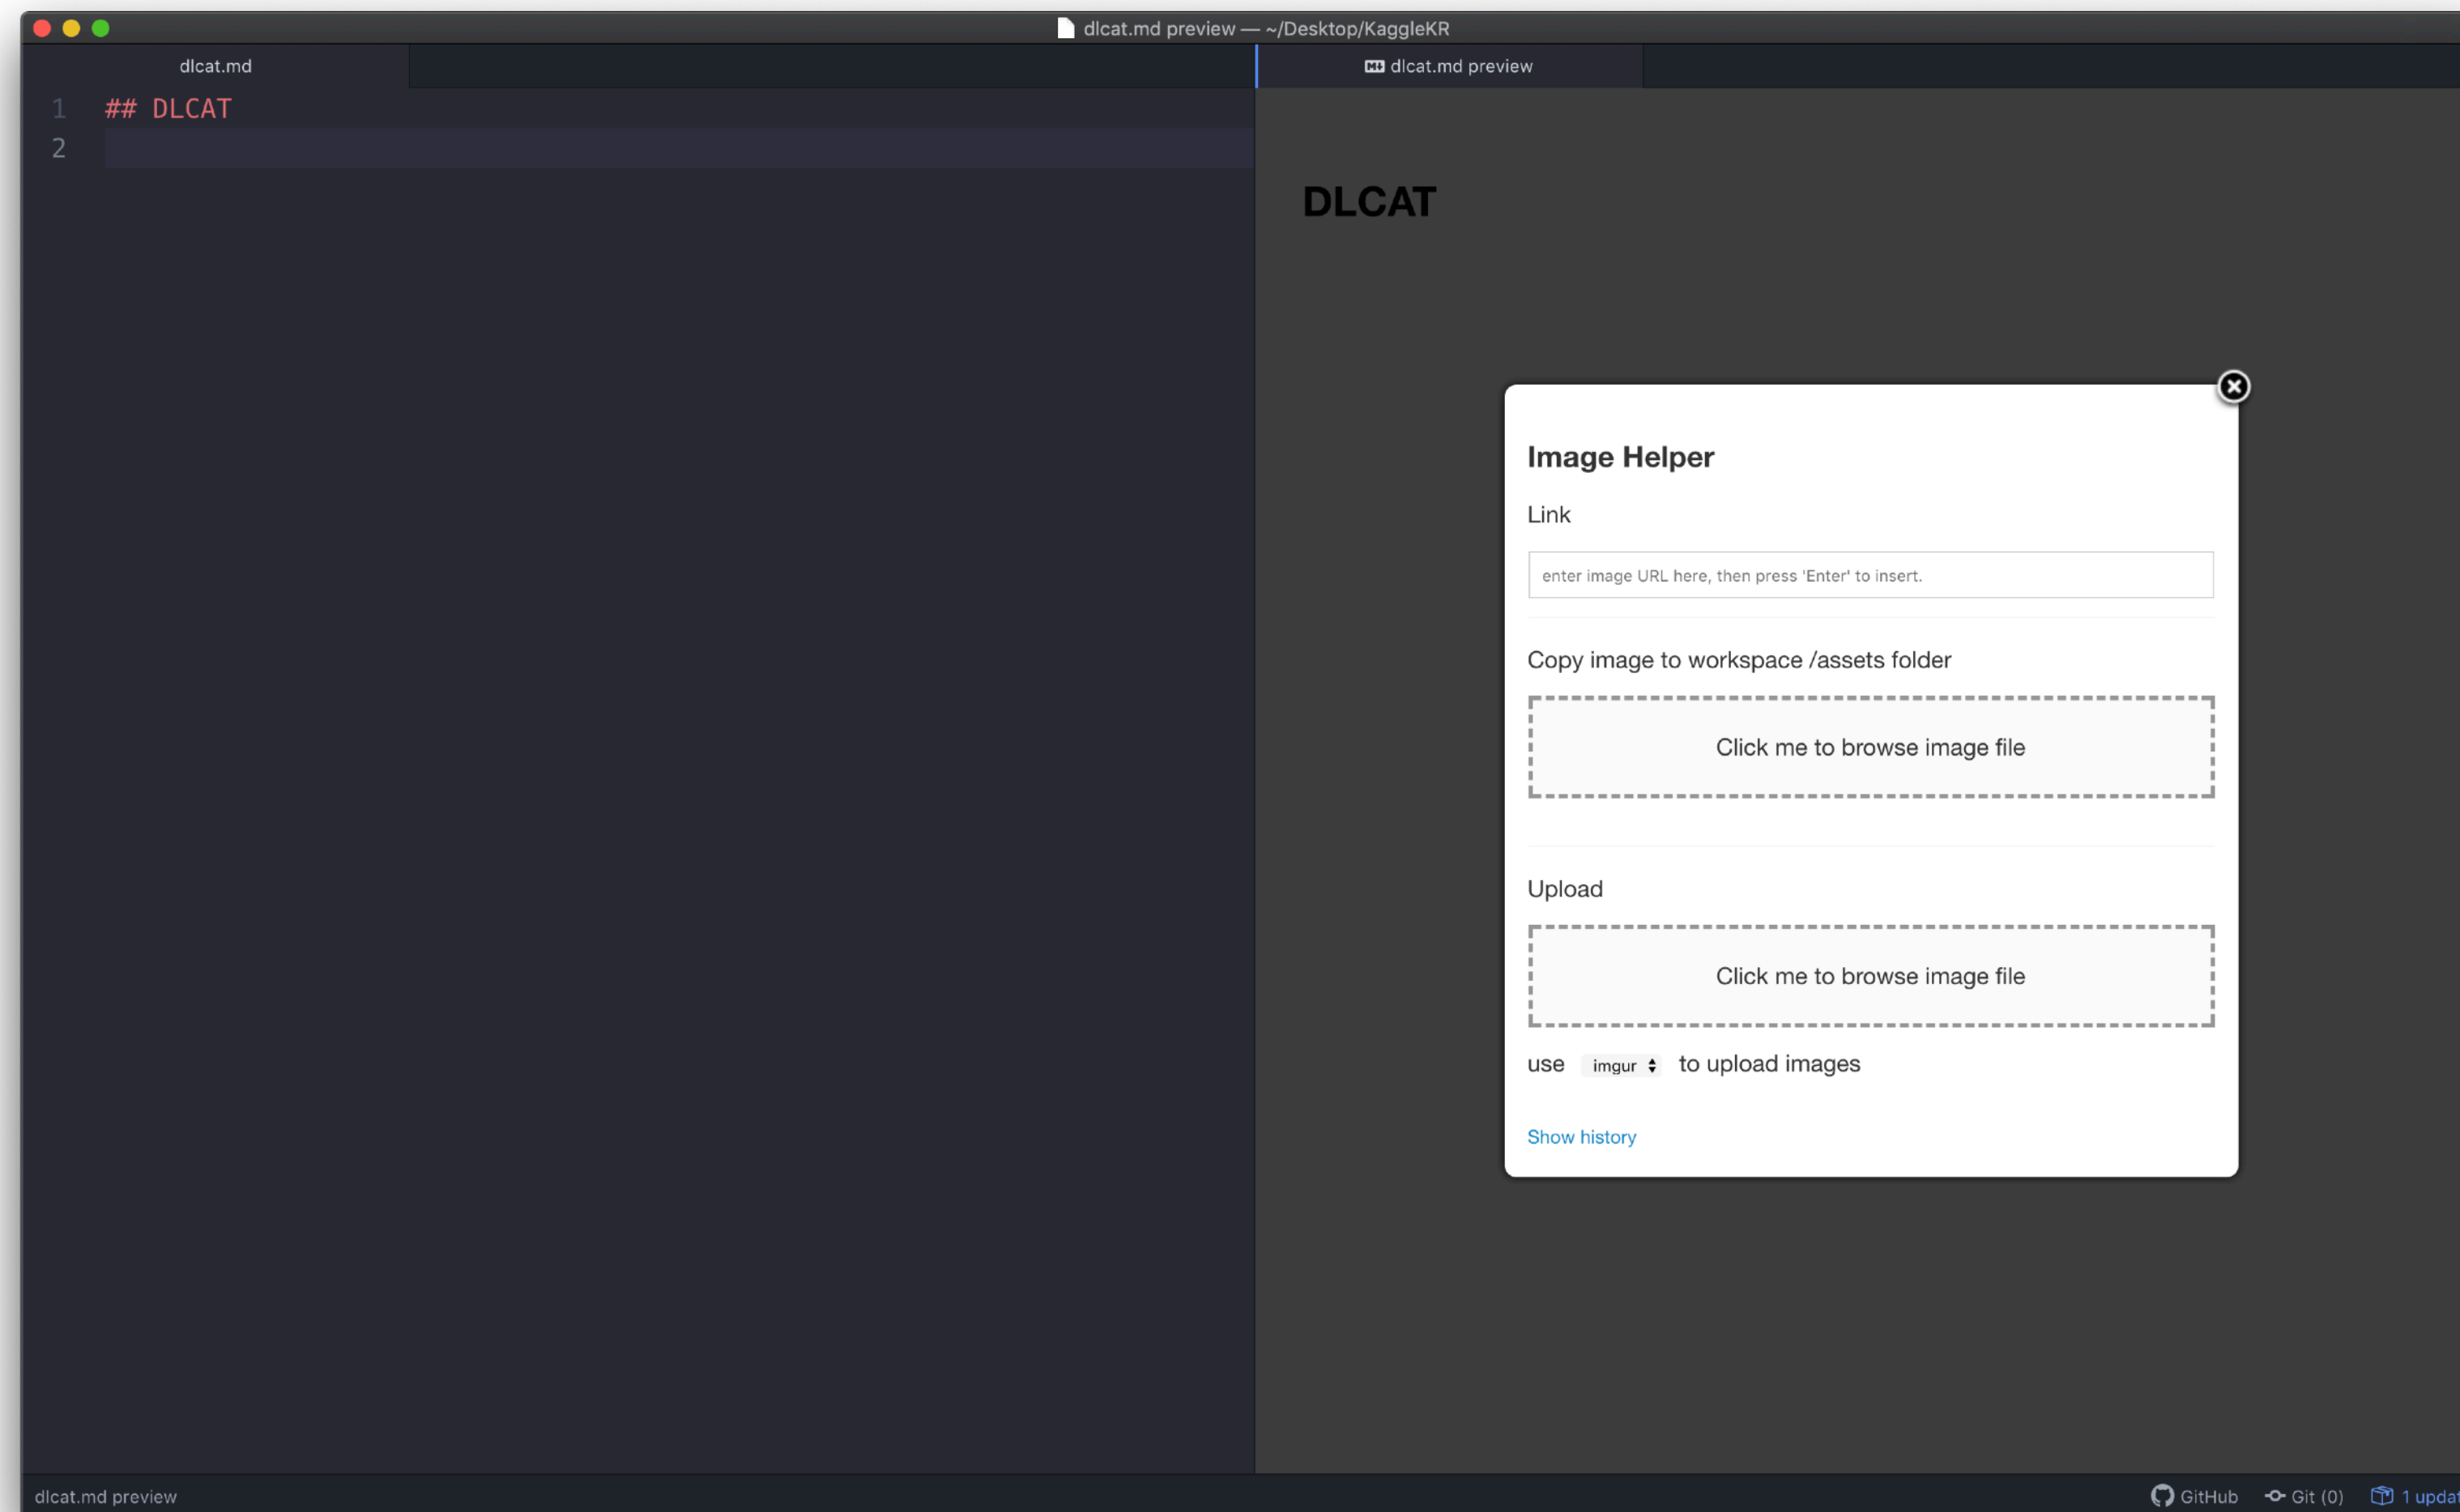 dlcat.md preview — ~/Desktop/KaggleKR
dlcat.md
dlcat.md preview
1 ## DLCAT
2
DLCAT
Image Helper
Link
enter image URL here, then press 'Enter' to insert.
Copy image to workspace /assets folder
Click me to browse image file
Upload
Click me to browse image file
use imgur to upload images
Show history
dlcat.md preview
GitHub Git (0) 1 updat